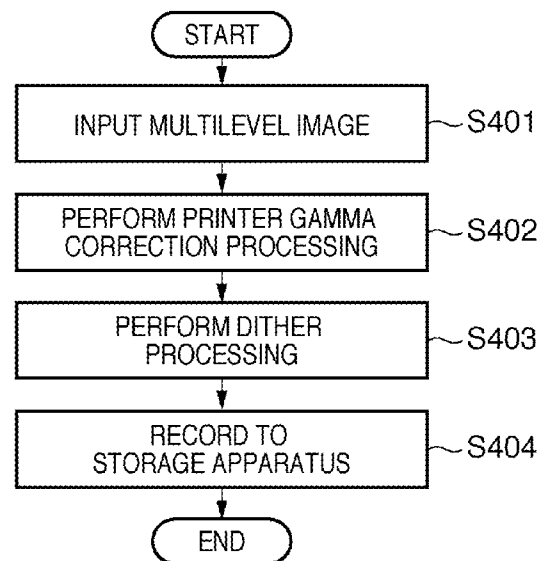 START
INPUT MULTILEVEL IMAGE
S401
PERFORM PRINTER GAMMA
CORRECTION PROCESSING
S402
PERFORM DITHER
PROCESSING
S403
RECORD TO
STORAGE APPARATUS
S404
END